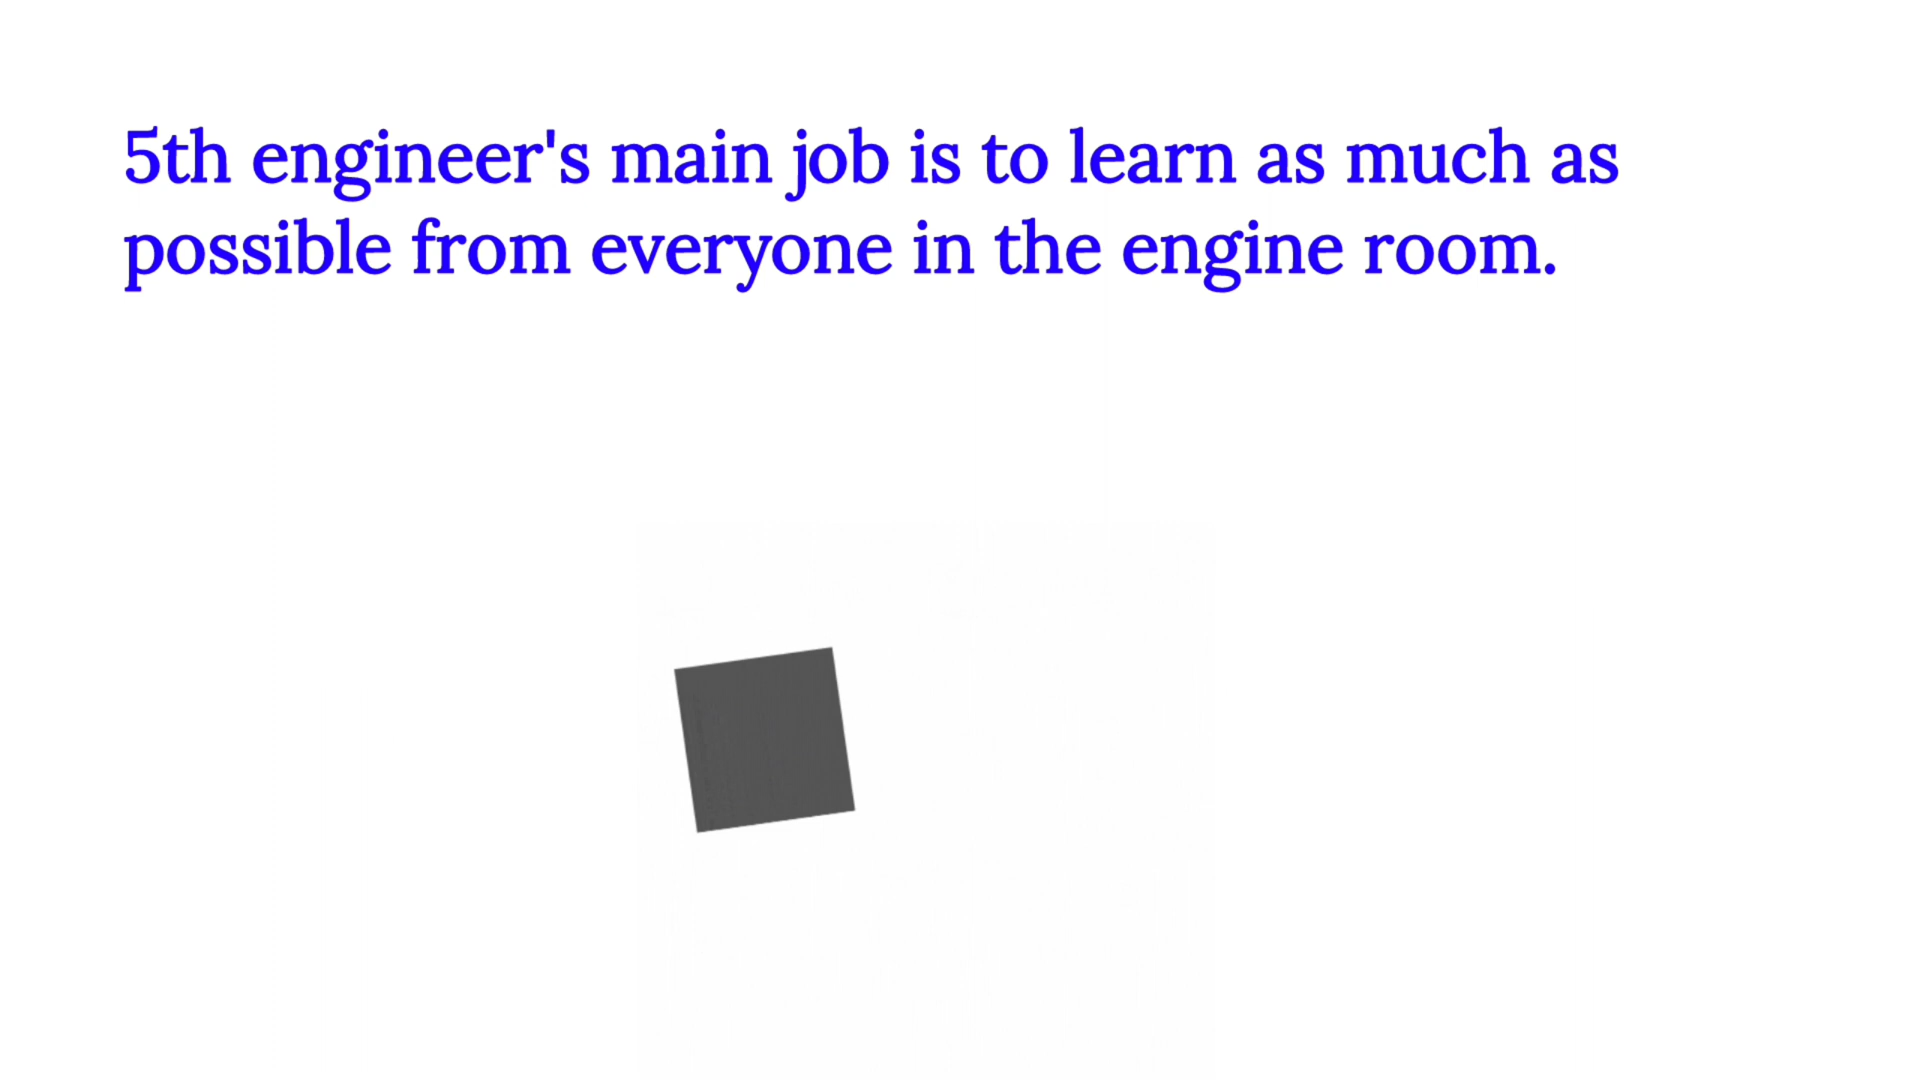 5th engineer's main job is to learn as much as
possible from everyone in the engine room.